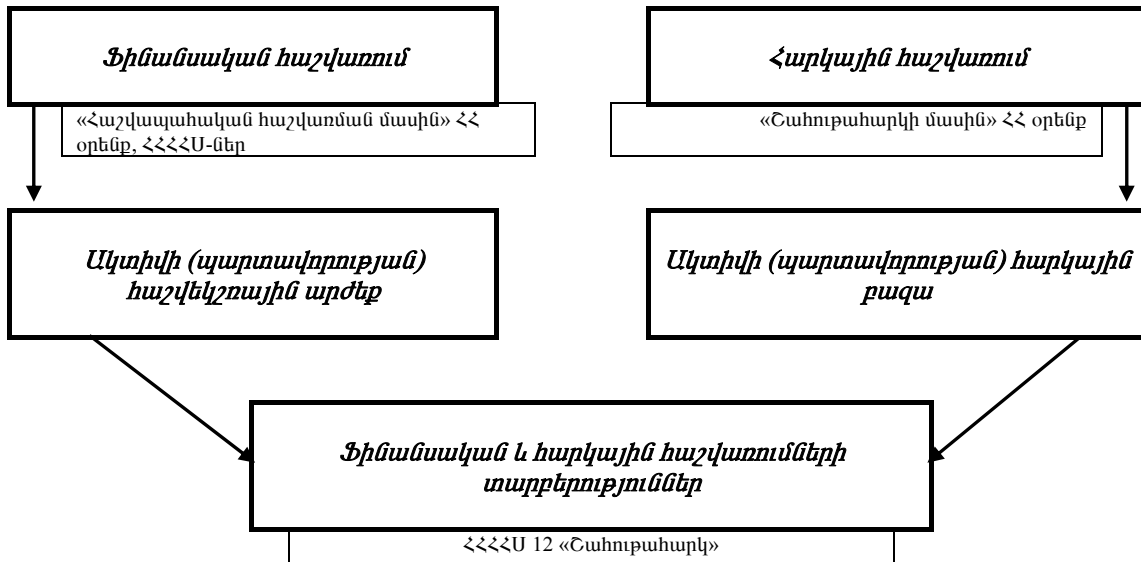 Ֆինանսական հաշվառում
Հարկային հաշվառում
«Հաշվապահական հաշվառման մասին» ՀՀ
օրենք, ՀՀՀՀՍ-ներ
«Շահութահարկի մասին» ՀՀ օրենք
Ակտիվի (պարտավորության)
հաշվեկշռային արժեք
Ակտիվի (պարտավորության) հարկային
բազա
Ֆինանսական և հարկային հաշվառումների
տարբերություններ
ՀՀՀՀՍ 12 «Շահութահարկ»